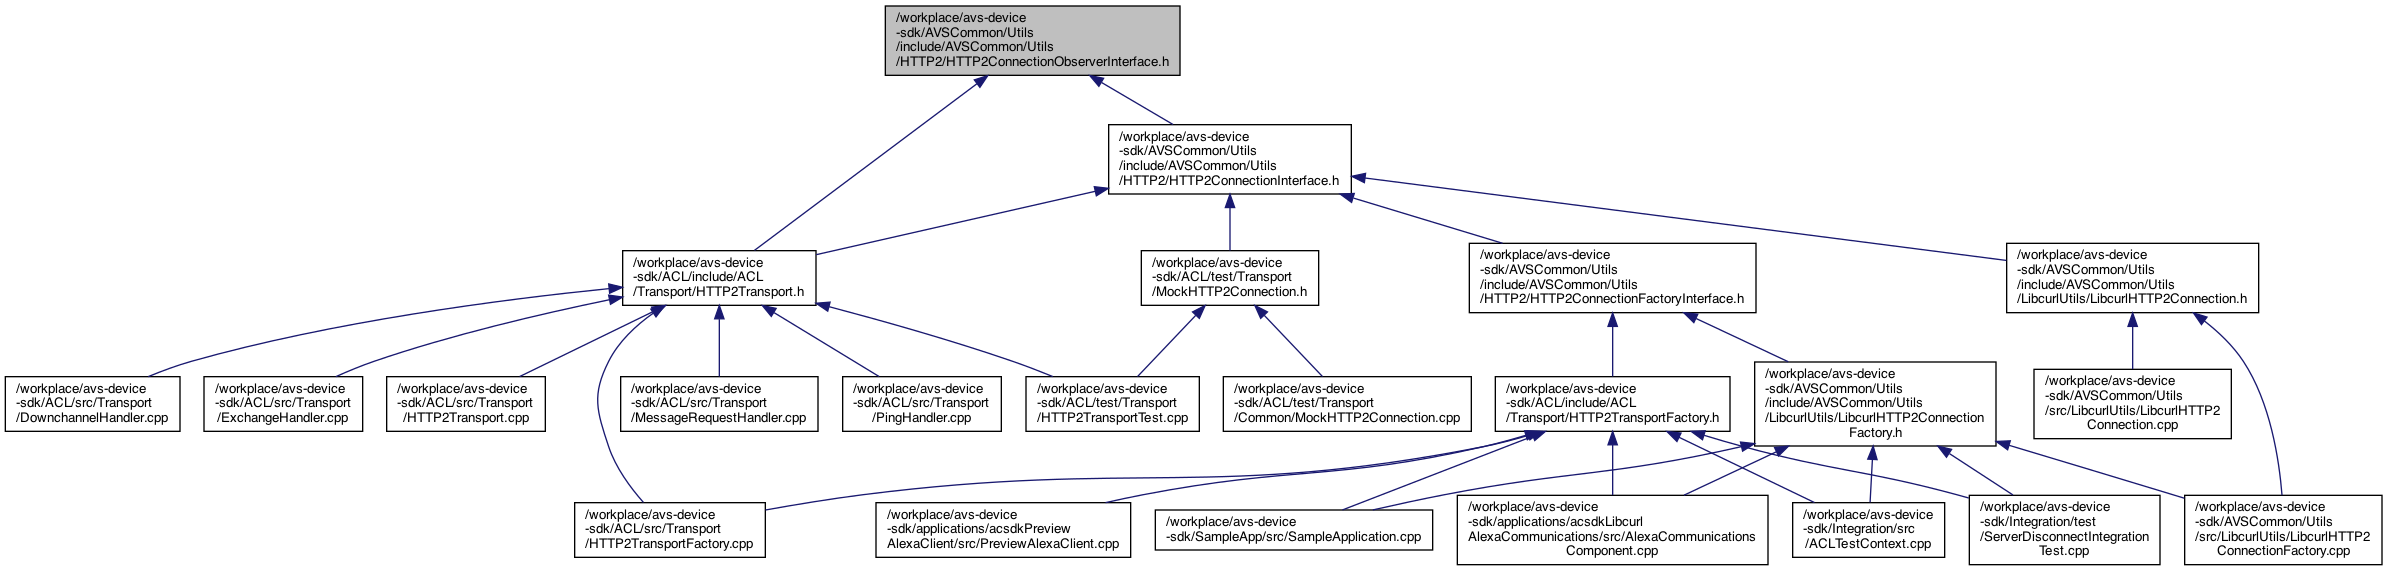 /workplace/avs-device
-sdk/AVSCommon/Utils
/include/AVSCommon/Utils
/HTTP2/HTTP2ConnectionObserverInterface.h
/workplace/avs-device
-sdk/AVSCommon/Utils
/include/AVSCommon/Utils
/HTTP2/HTTP2ConnectionInterface.h
/workplace/avs-device
-sdk/ACL/include/ACL
/Transport/HTTP2Transport.h
/workplace/avs-device
-sdk/ACL/test/Transport
/MockHTTP2Connection.h
/workplace/avs-device
-sdk/AVSCommon/Utils
/include/AVSCommon/Utils
/HTTP2/HTTP2ConnectionFactoryInterface.h
/workplace/avs-device
-sdk/AVSCommon/Utils
/include/AVSCommon/Utils
/LibcurlUtils/LibcurlHTTP2Connection.h
/workplace/avs-device
-sdk/ACL/src/Transport
/DownchannelHandler.cpp
/workplace/avs-device
-sdk/ACL/src/Transport
/ExchangeHandler.cpp
/workplace/avs-device
-sdk/ACL/src/Transport
/HTTP2Transport.cpp
/workplace/avs-device
-sdk/ACL/src/Transport
/MessageRequestHandler.cpp
/workplace/avs-device
-sdk/ACL/src/Transport
/PingHandler.cpp
/workplace/avs-device
-sdk/ACL/test/Transport
/HTTP2TransportTest.cpp
/workplace/avs-device
-sdk/ACL/test/Transport
/Common/MockHTTP2Connection.cpp
/workplace/avs-device
-sdk/ACL/include/ACL
/Transport/HTTP2TransportFactory.h
/workplace/avs-device
-sdk/AVSCommon/Utils
/include/AVSCommon/Utils
/LibcurlUtils/LibcurlHTTP2Connection
Factory.h
/workplace/avs-device
-sdk/AVSCommon/Utils
/src/LibcurlUtils/LibcurlHTTP2
Connection.cpp
/workplace/avs-device
-sdk/ACL/src/Transport
/HTTP2TransportFactory.cpp
/workplace/avs-device
-sdk/applications/acsdkPreview
AlexaClient/src/PreviewAlexaClient.cpp
/workplace/avs-device
-sdk/SampleApp/src/SampleApplication.cpp
/workplace/avs-device
-sdk/applications/acsdkLibcurl
AlexaCommunications/src/AlexaCommunications
Component.cpp
/workplace/avs-device
-sdk/Integration/src
/ACLTestContext.cpp
/workplace/avs-device
-sdk/Integration/test
/ServerDisconnectIntegration
Test.cpp
/workplace/avs-device
-sdk/AVSCommon/Utils
/src/LibcurlUtils/LibcurlHTTP2
ConnectionFactory.cpp